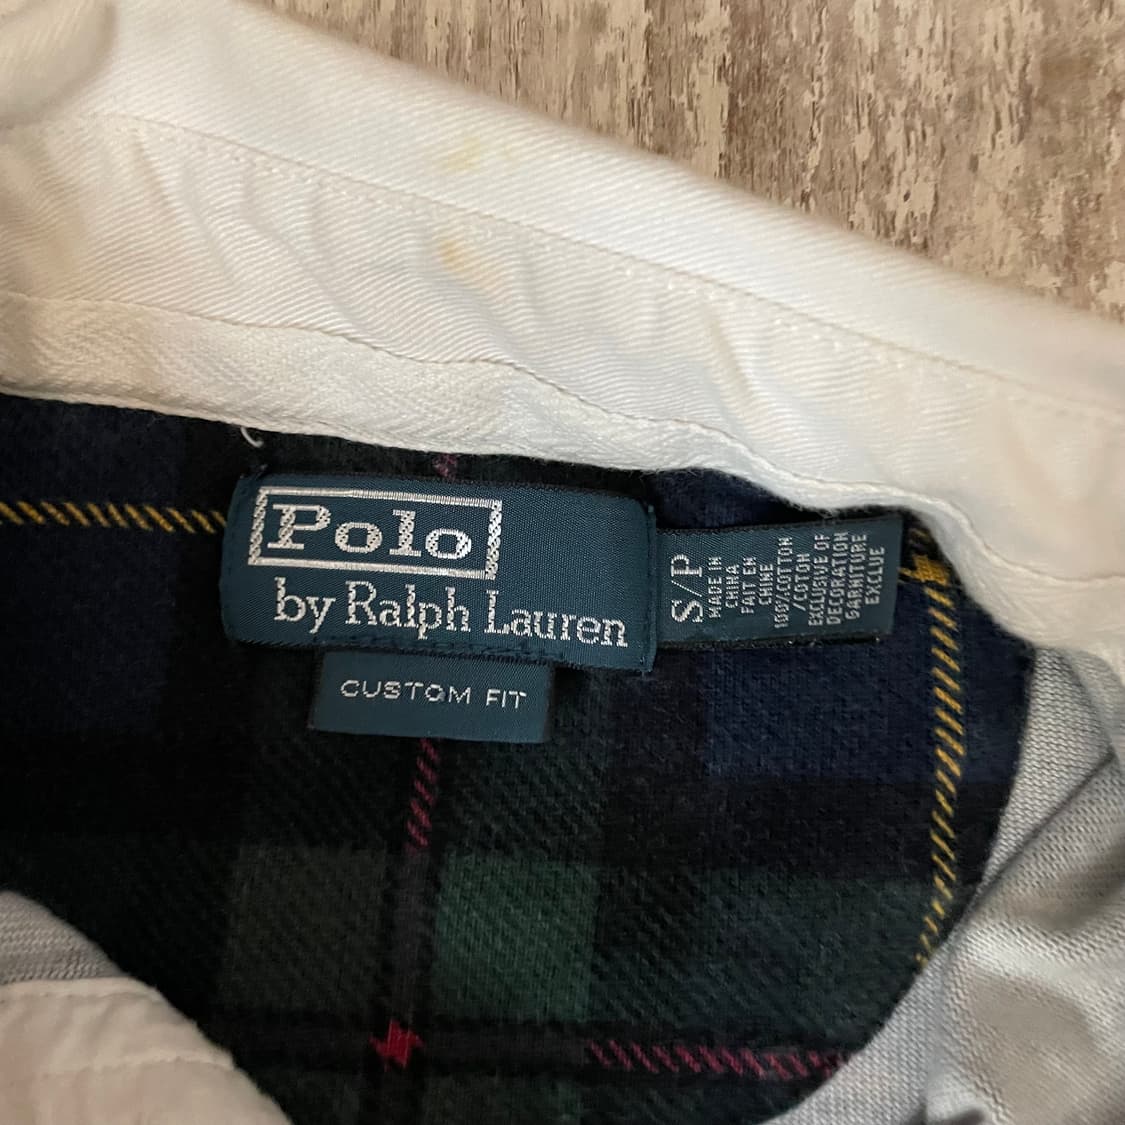 Polo
by Ralph Lauren
CUSTOM FIT
S/P
MADE IN
CHINA
FAIT EN
CHINE
100%COTTON
/COTON
EXCLUSIVE OF
DECORATION
GARNITURE
EXCLUE